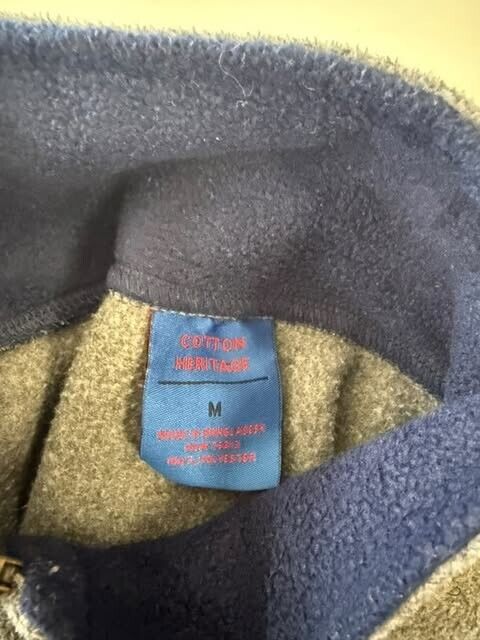 COTTON
HERITAGE
M
MADE IN BANGLADESH
100% POLYESTER